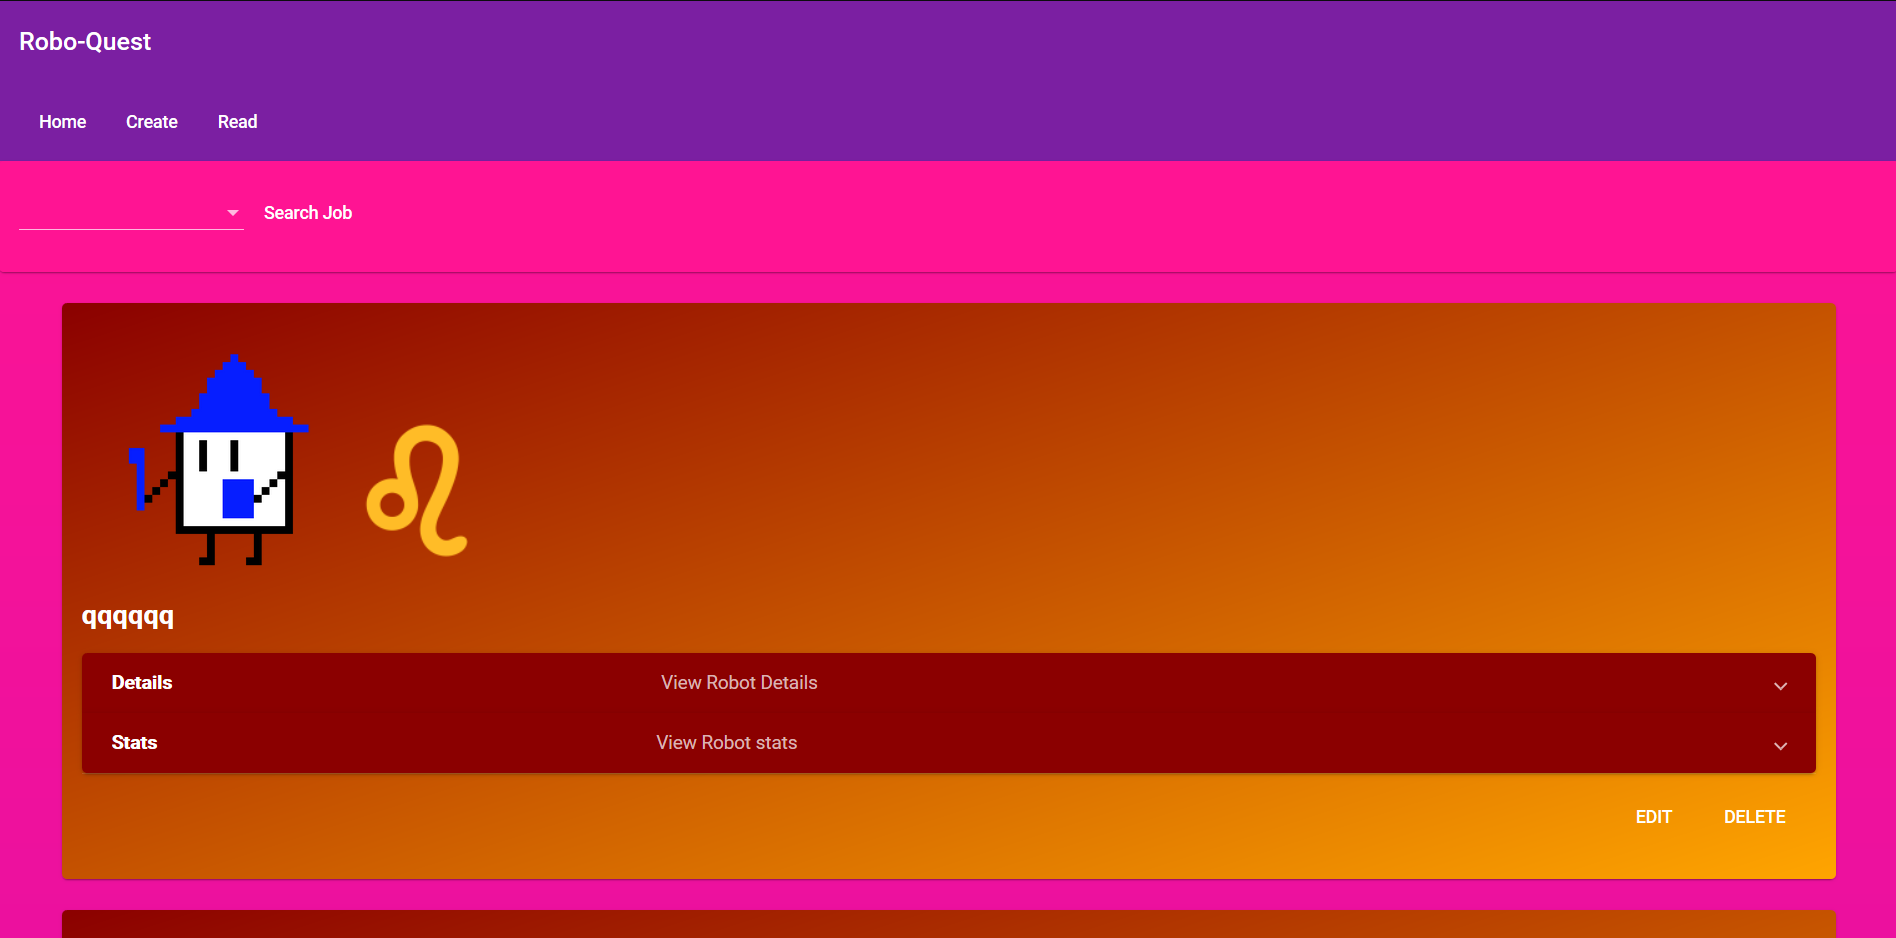 Robo-Quest
Home Create Read
Search Job
♌
qqqqqq
Details View Robot Details
Stats View Robot stats
EDIT DELETE